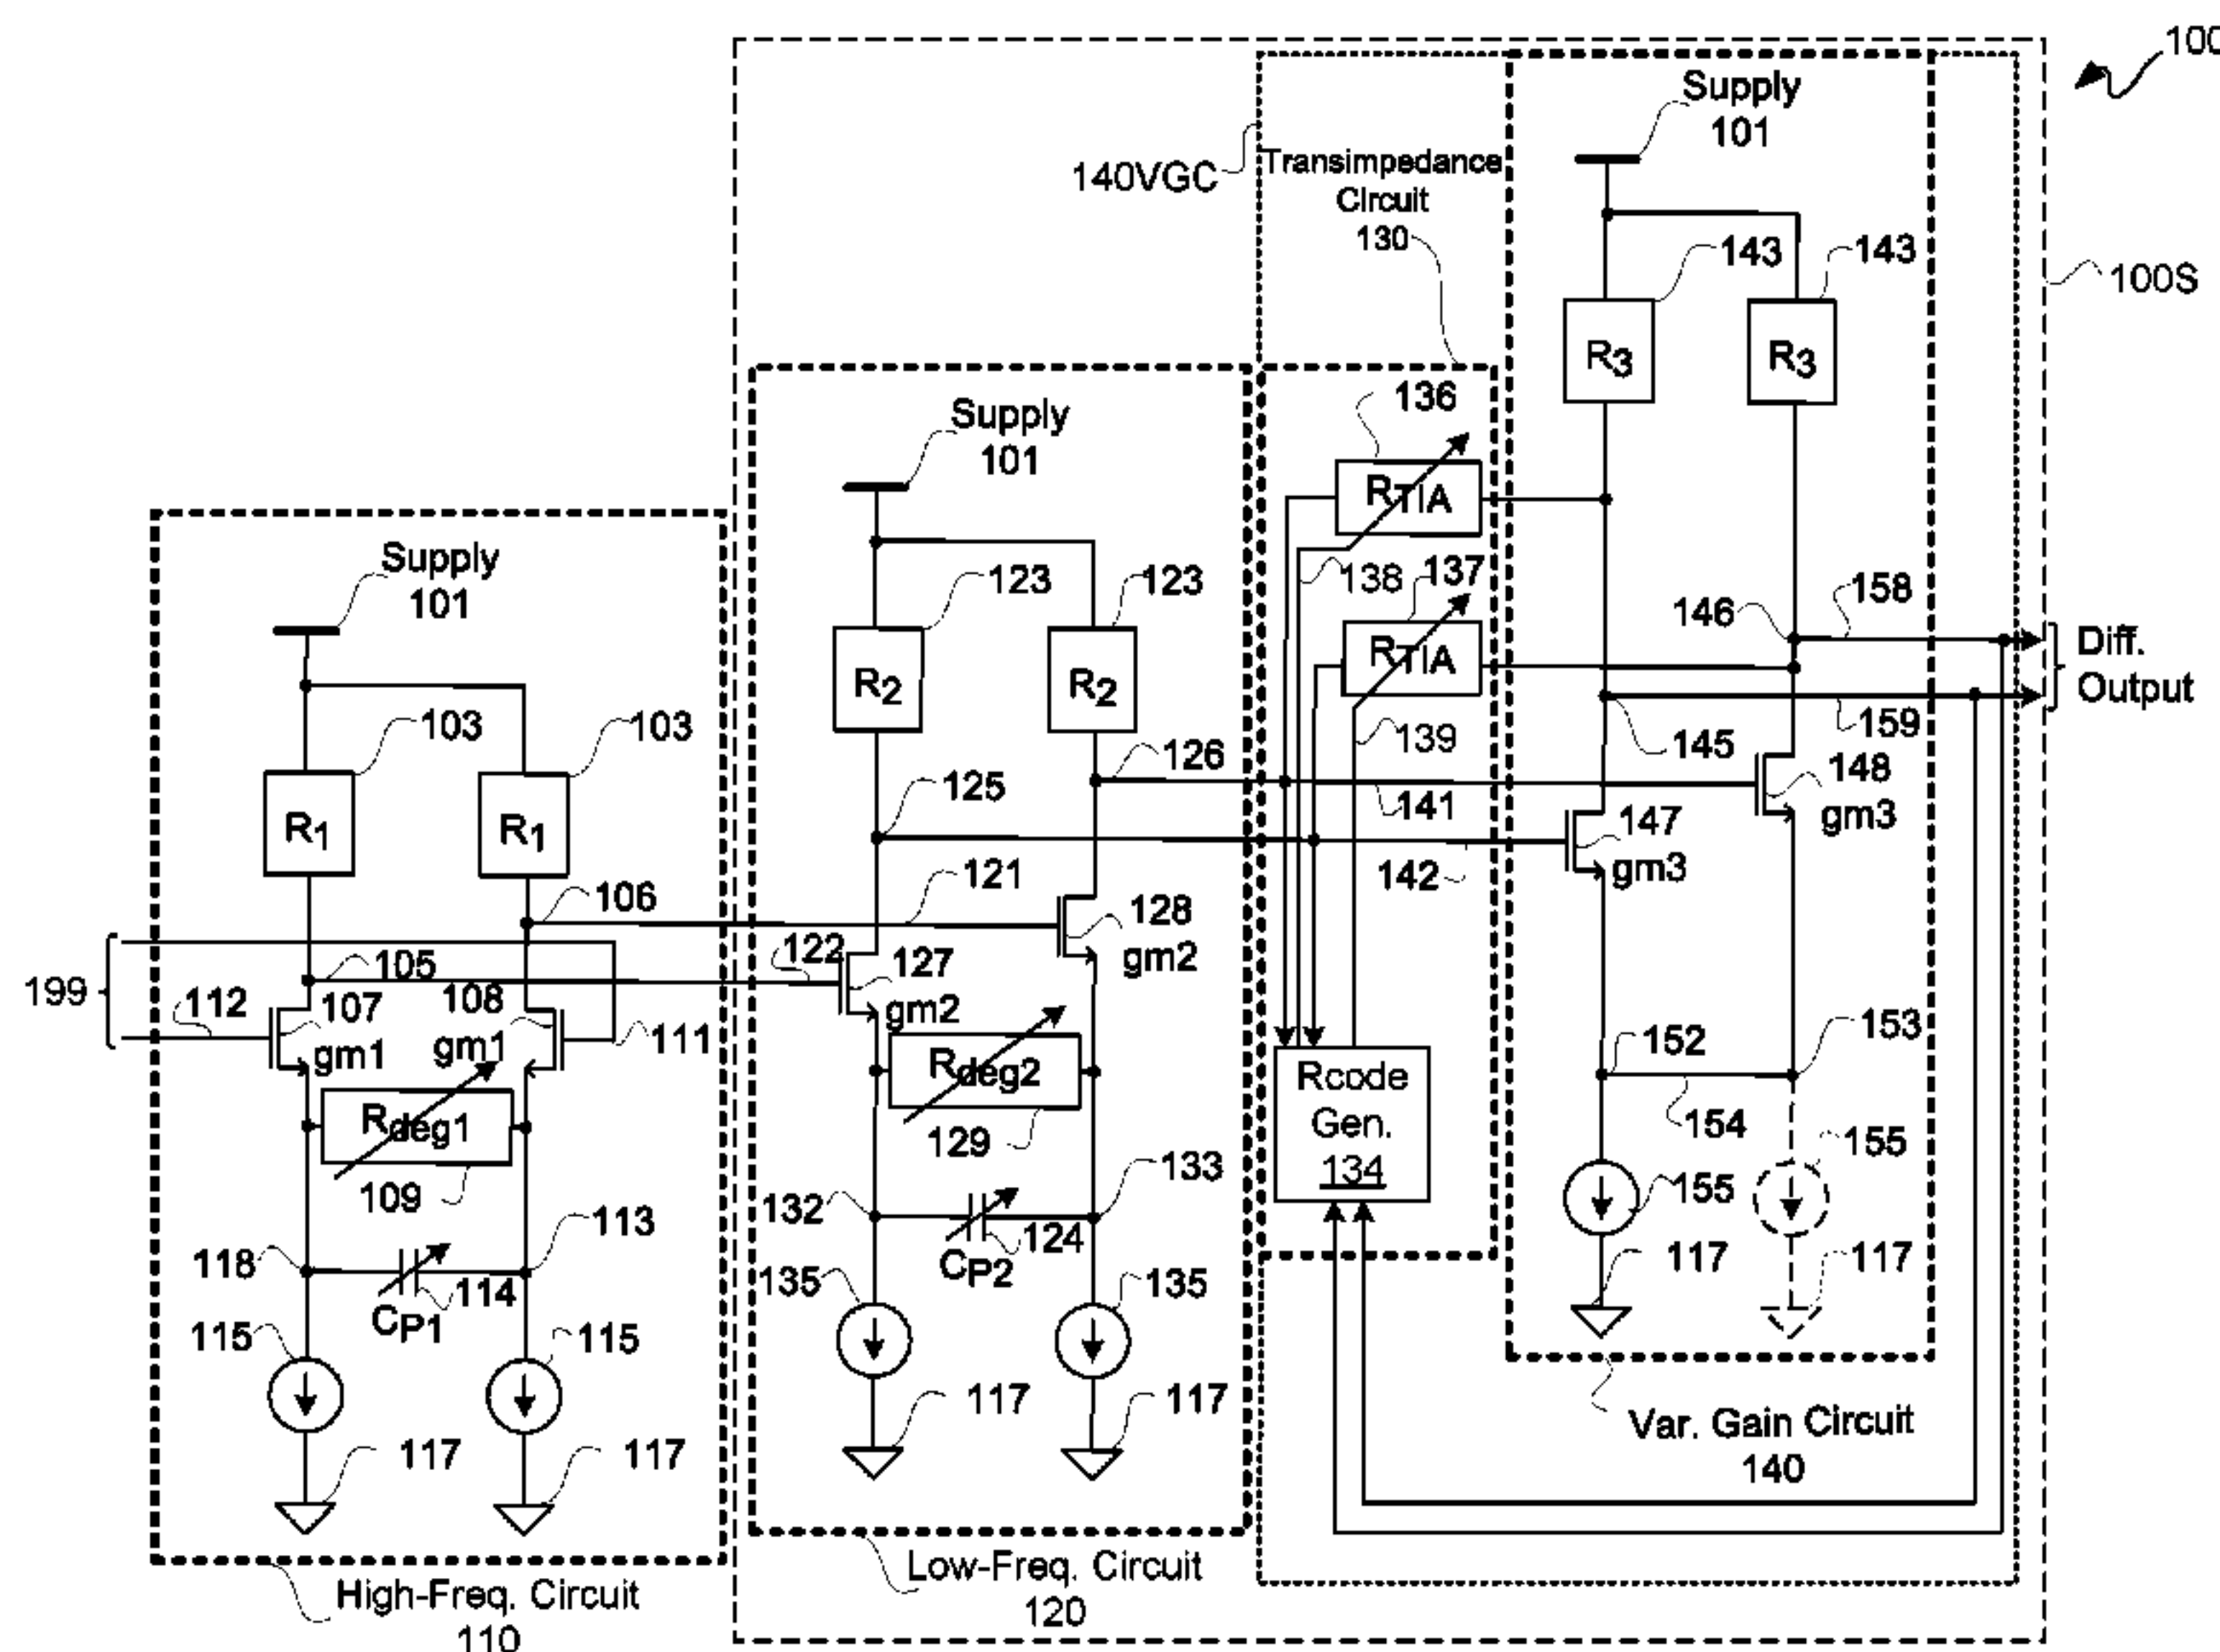 100
Supply
101
140VGC
Transimpedance
Circuit
130
143
143
100S
R3
R3
136
Supply
101
RTIA
138
137
Supply
101
123
123
146
158
Diff.
Output
RTIA
R2
R2
159
103
103
139
145
126
148
gm3
125
141
147
gm3
R1
R1
142
121
106
128
gm2
122
127
gm2
199
105
112
107
gm1
108
gm1
111
153
152
Rcode
Gen.
134
Rdeg2
129
Rdeg1
109
154
155
155
133
132
124
CP2
113
118
114
CP1
135
135
117
117
115
115
117
117
Var. Gain Circuit
140
117
117
Low-Freq. Circuit
120
High-Freq. Circuit
110